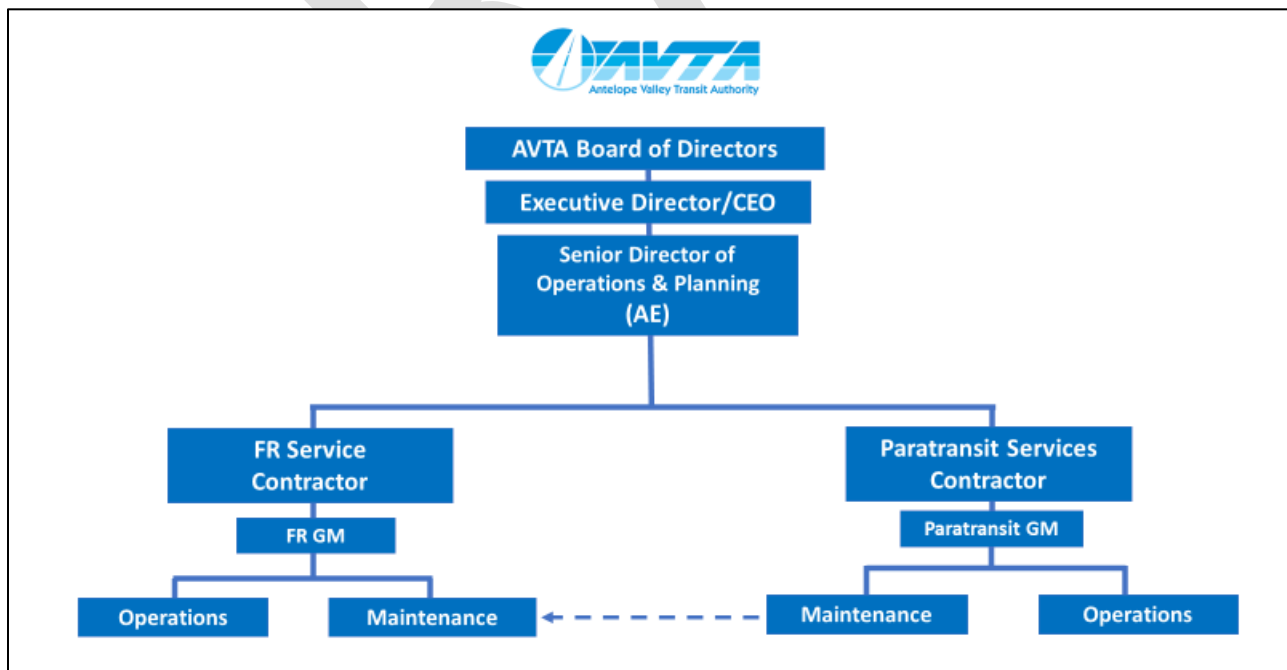 AVTA
Antelope Valley Transit Authority
AVTA Board of Directors
Executive Director/CEO
Senior Director of
Operations & Planning
(AE)
FR Service
Contractor
Paratransit Services
Contractor
FR GM
Paratransit GM
Operations
Maintenance
Maintenance
Operations